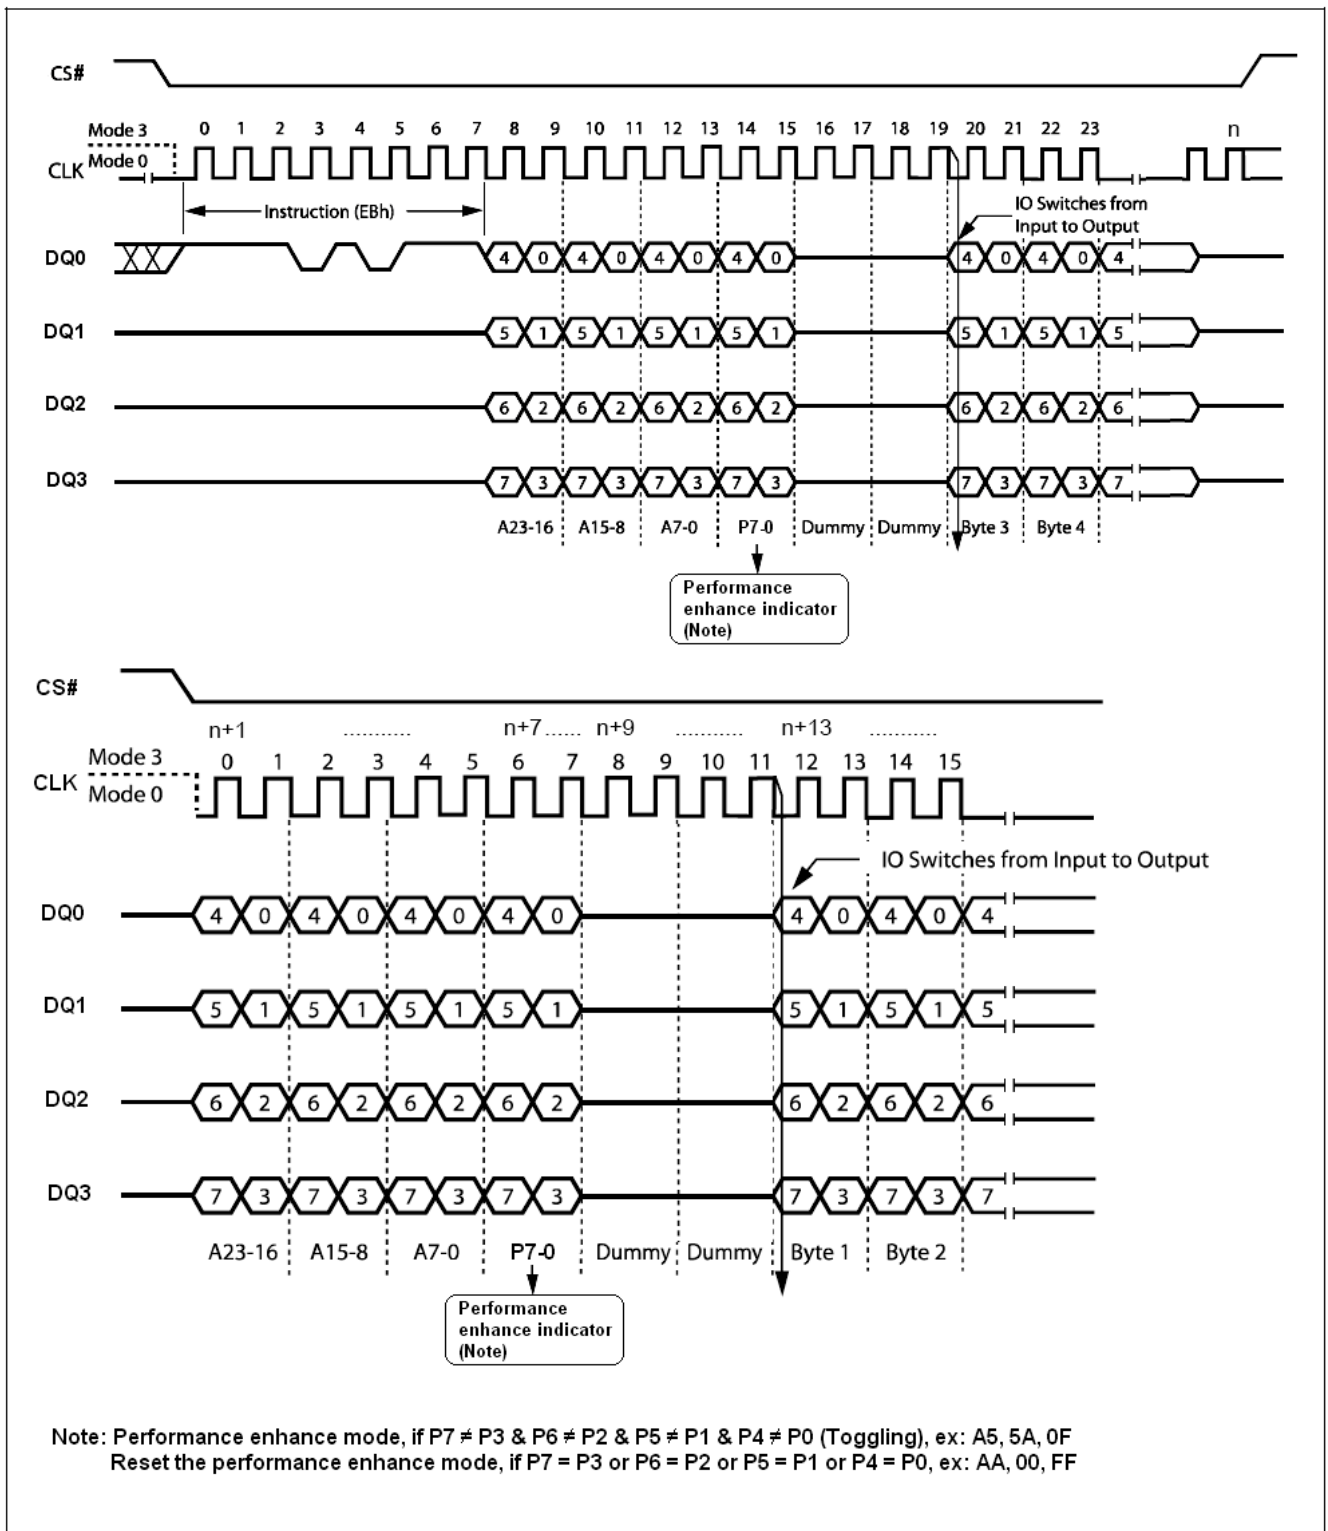 CS#
Mode 3
0 1 2 3 4 5 6 7 8 9 10 11 12 13 14 15 16 17 18 19 20 21 22 23 n
Mode 0
CLK
Instruction (EBh)
IO Switches from
Input to Output
DQ0 4 0 4 0 4 0 4 0 4 0 4 0 4
DQ1 5 1 5 1 5 1 5 1 5 1 5 1 5
DQ2 6 2 6 2 6 2 6 2 6 2 6 2 6
DQ3 7 3 7 3 7 3 7 3 7 3 7 3 7
A23-16 A15-8 A7-0 P7-0 Dummy Dummy Byte 3 Byte 4
Performance
enhance indicator
(Note)
CS#
n+1 ........... n+7 ...... n+9 ........... n+13 ...........
Mode 3
0 1 2 3 4 5 6 7 8 9 10 11 12 13 14 15
CLK
Mode 0
IO Switches from Input to Output
DQ0 4 0 4 0 4 0 4 0 4 0 4 0 4
DQ1 5 1 5 1 5 1 5 1 5 1 5 1 5
DQ2 6 2 6 2 6 2 6 2 6 2 6 2 6
DQ3 7 3 7 3 7 3 7 3 7 3 7 3 7
A23-16 A15-8 A7-0 P7-0 Dummy Dummy Byte 1 Byte 2
Performance
enhance indicator
(Note)
Note: Performance enhance mode, if P7 ≠ P3 & P6 ≠ P2 & P5 ≠ P1 & P4 ≠ P0 (Toggling), ex: A5, 5A, 0F
Reset the performance enhance mode, if P7 = P3 or P6 = P2 or P5 = P1 or P4 = P0, ex: AA, 00, FF